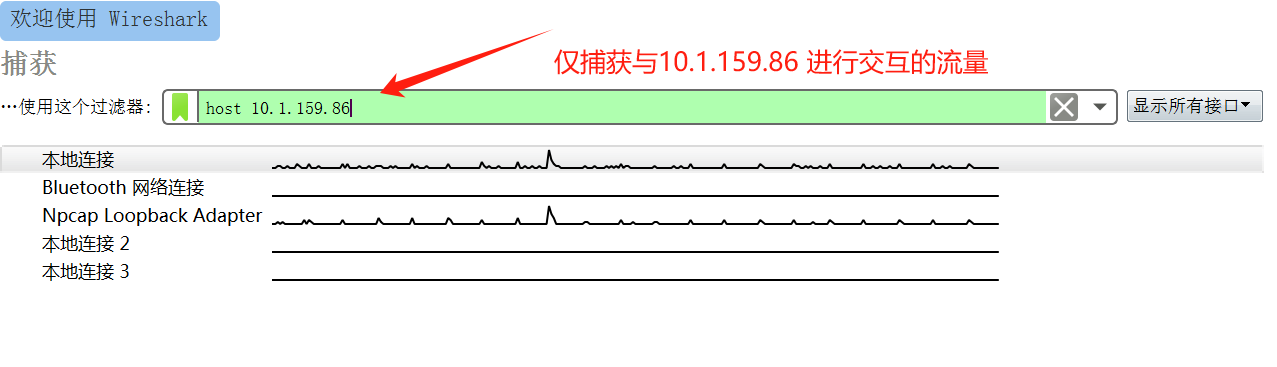 欢迎使用 Wireshark
捕获
仅捕获与10.1.159.86 进行交互的流量
…使用这个过滤器: host 10.1.159.86 显示所有接口
本地连接
Bluetooth 网络连接
Npcap Loopback Adapter
本地连接 2
本地连接 3